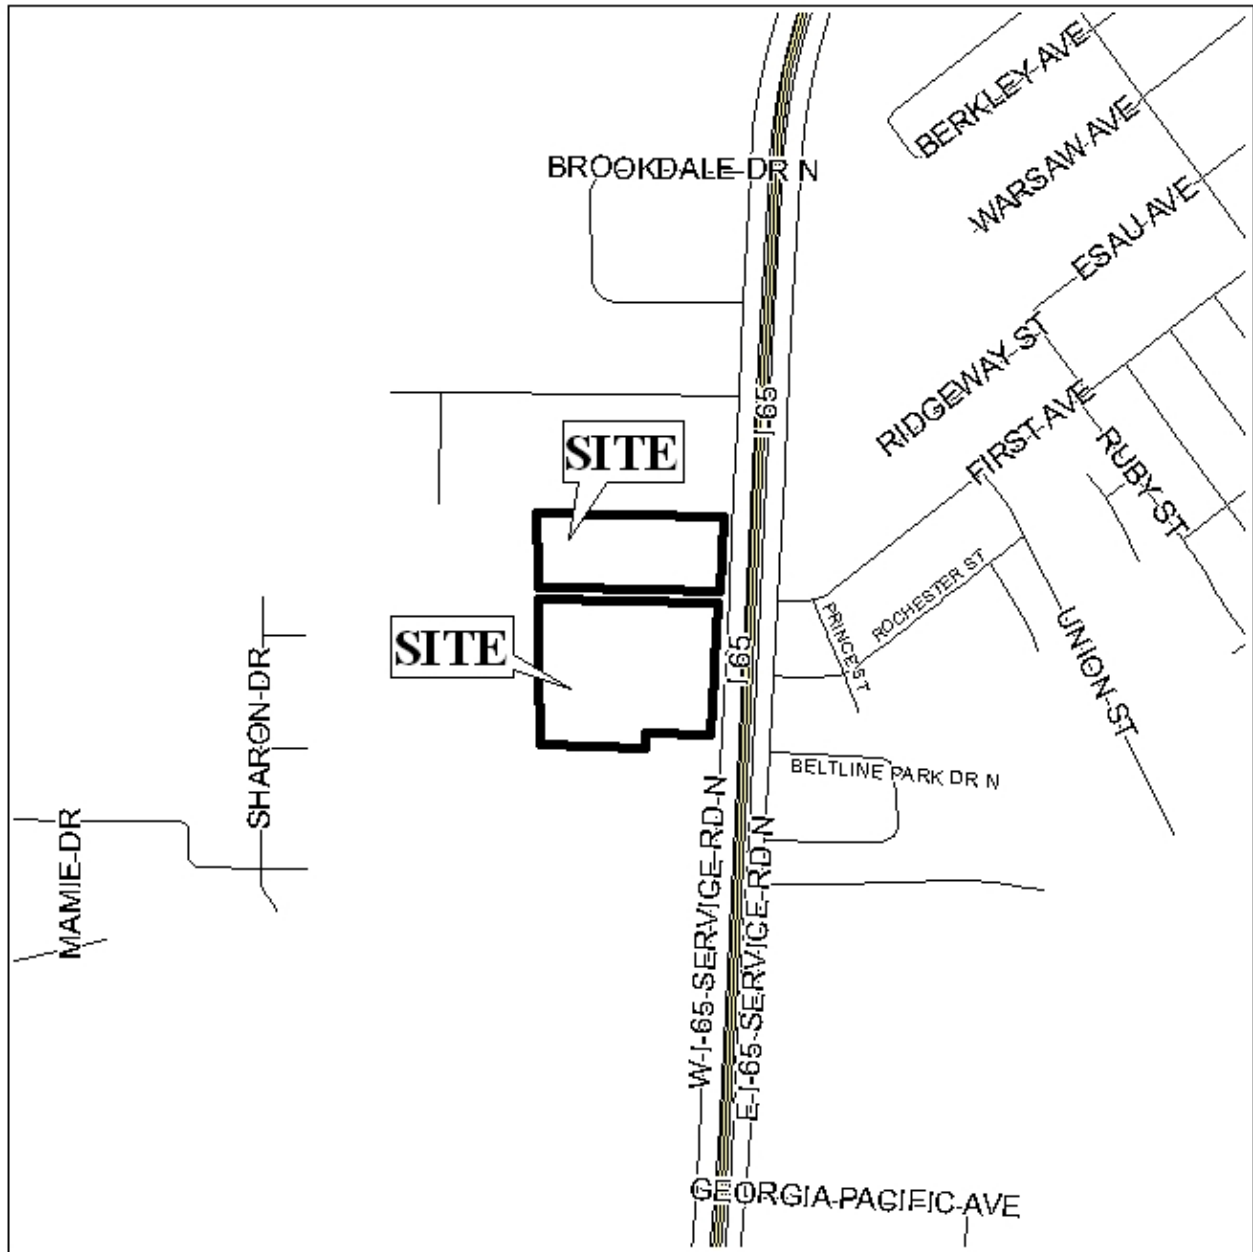 BERKLEY AVE
WARSAW AVE
BROOKDALE DR N
ESAU AVE
RIDGEWAY ST
I-65
FIRST AVE
SITE
RUBY ST
ROCHESTER ST
PRINCE ST
SITE
I-65
UNION ST
SHARON DR
BELTLINE PARK DR N
MAMIE DR
W I-65 SERVICE RD N
E I-65 SERVICE RD N
GEORGIA PACIFIC AVE